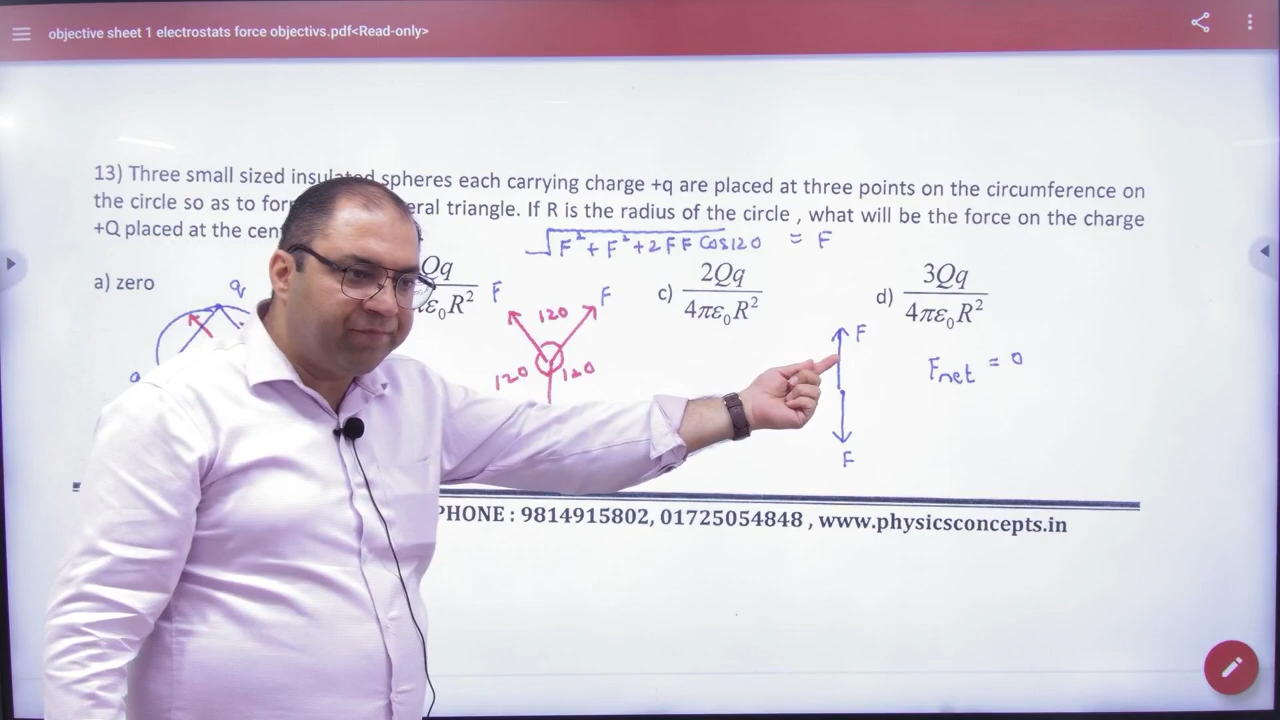 objective sheet 1 electrostats force objectivs.pdf<Read-only>
13) Three small sized insulated spheres each carrying charge +q are placed at three points on the circumference on
the circle so as to for eral triangle. If R is the radius of the circle , what will be the force on the charge
+Q placed at the cen
√F²+F²+2FF Cos120 = F
a) zero
Qq
πε₀R²
c) 2Qq
4πε₀R²
d) 3Qq
4πε₀R²
q
F F
120
120 120
F
F
Fnet = 0
PHONE : 9814915802, 01725054848 , www.physicsconcepts.in